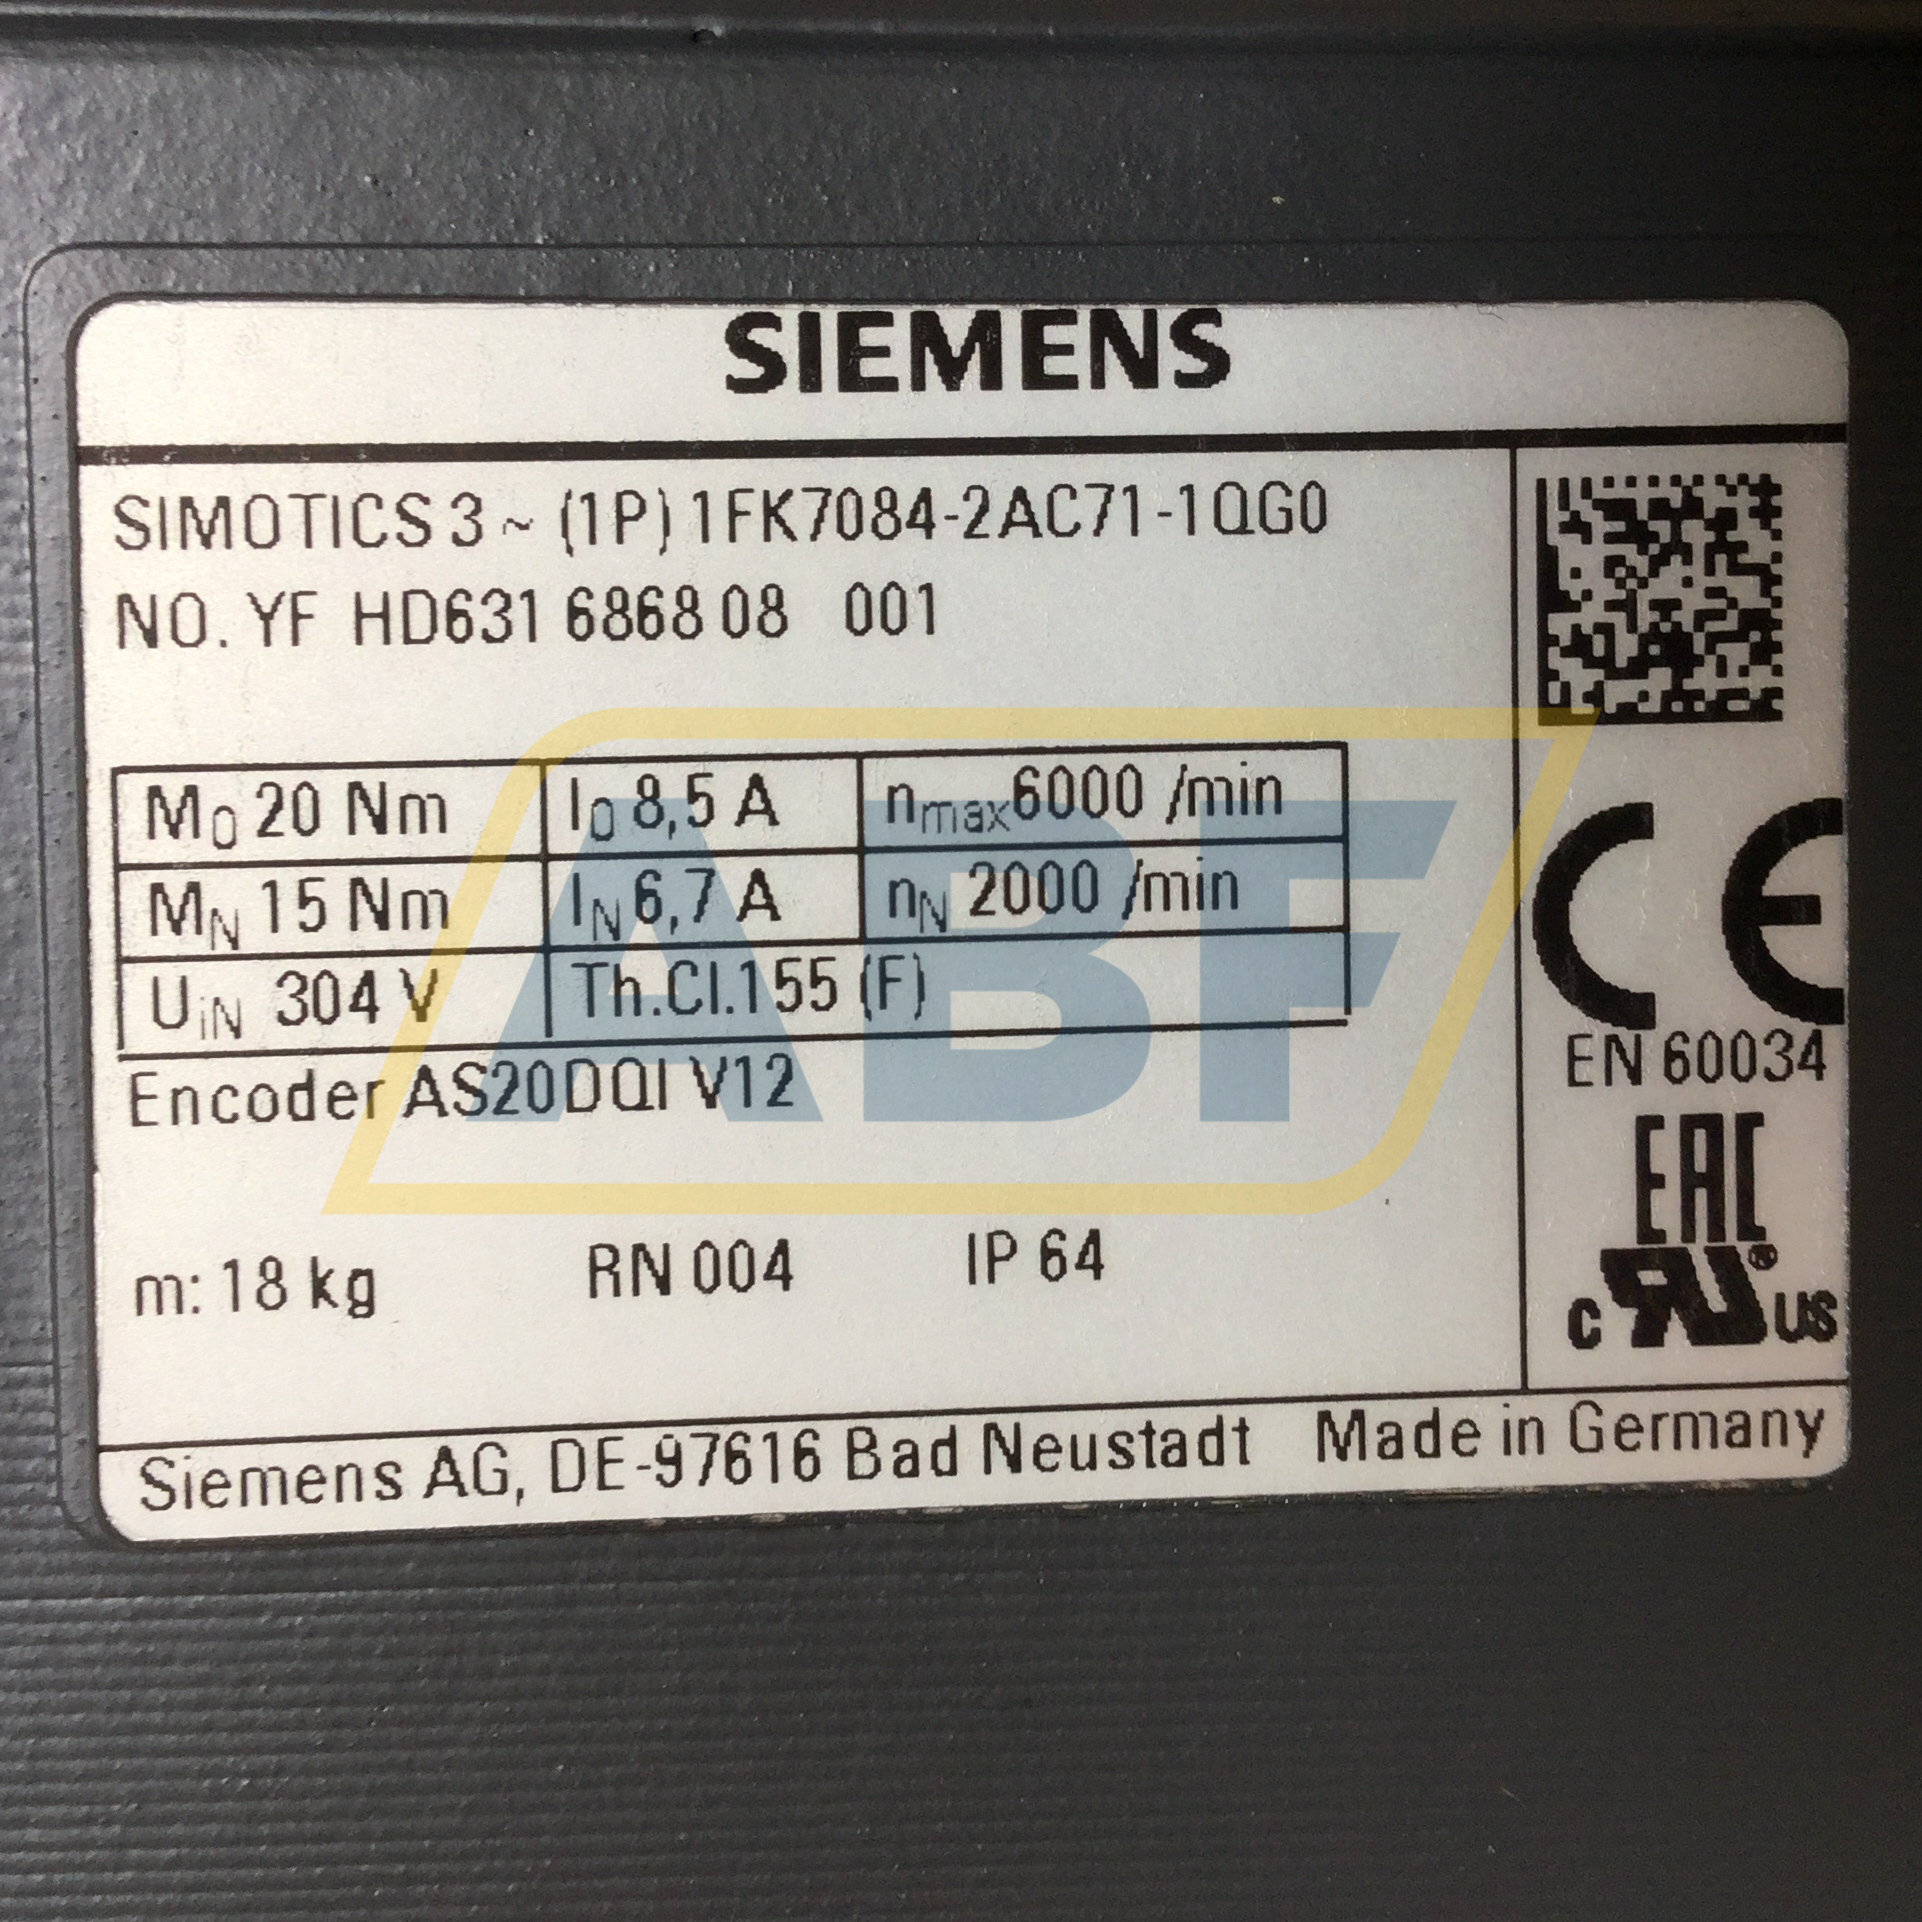 SIEMENS
SIMOTICS 3 ~ (1P) 1FK7084-2AC71-1QG0
NO. YF HD631 6868 08 001
M0 20 Nm I0 8,5 A nmax 6000 /min
MN 15 Nm IN 6,7 A nN 2000 /min
UiN 304 V Th.Cl.155 (F)
Encoder AS20DQI V12
m: 18 kg RN 004 IP 64
CE
EN 60034
EAC
c RU ® us
Siemens AG, DE-97616 Bad Neustadt Made in Germany
ABF